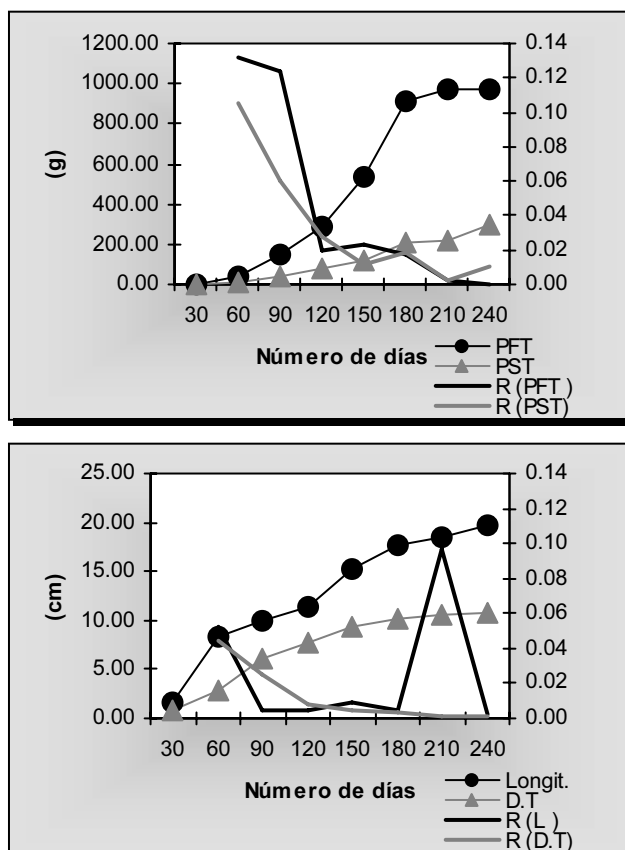 1200.00
1000.00
800.00
600.00
400.00
200.00
0.00
(g)
0.14
0.12
0.10
0.08
0.06
0.04
0.02
0.00
30 60 90 120 150 180 210 240
Número de días
PFT
PST
R (PFT )
R (PST)
25.00
20.00
15.00
10.00
5.00
0.00
(cm)
0.14
0.12
0.10
0.08
0.06
0.04
0.02
0.00
30 60 90 120 150 180 210 240
Número de días
Longit.
D.T
R (L )
R (D.T)